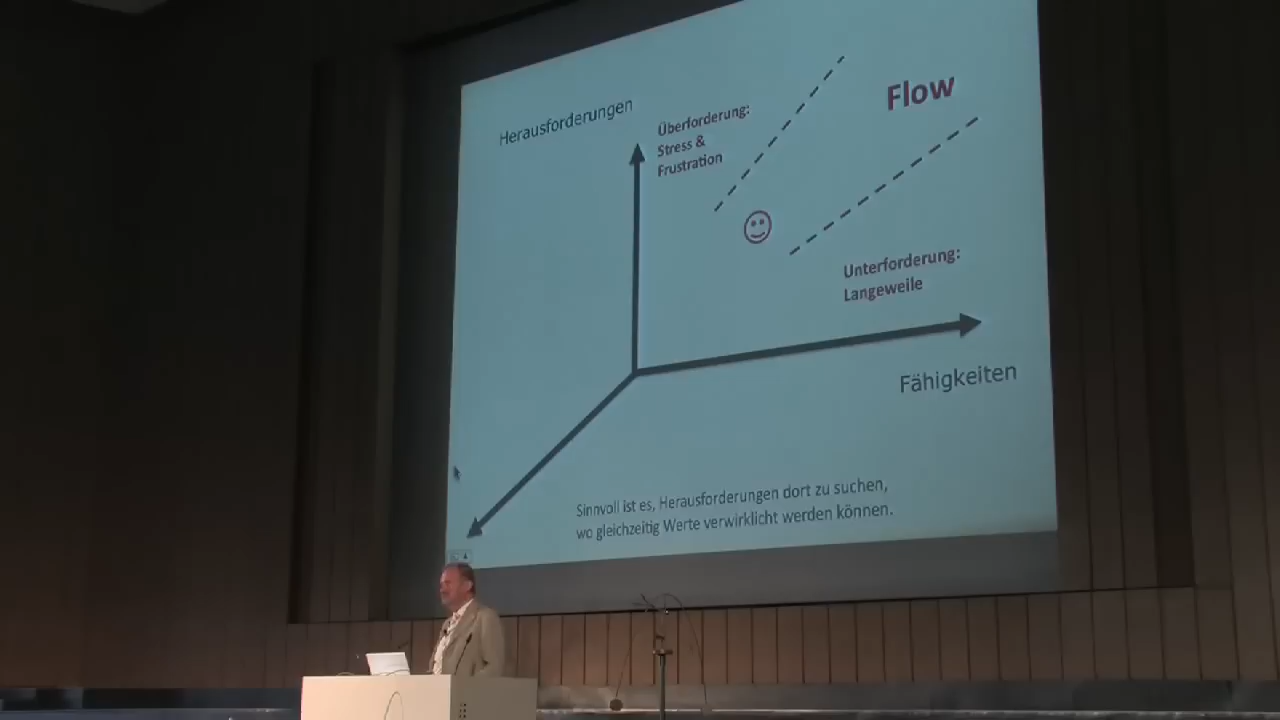 Herausforderungen
Überforderung:
Stress &
Frustration
Flow
Unterforderung:
Langeweile
Fähigkeiten
Sinnvoll ist es, Herausforderungen dort zu suchen,
wo gleichzeitig Werte verwirklicht werden können.